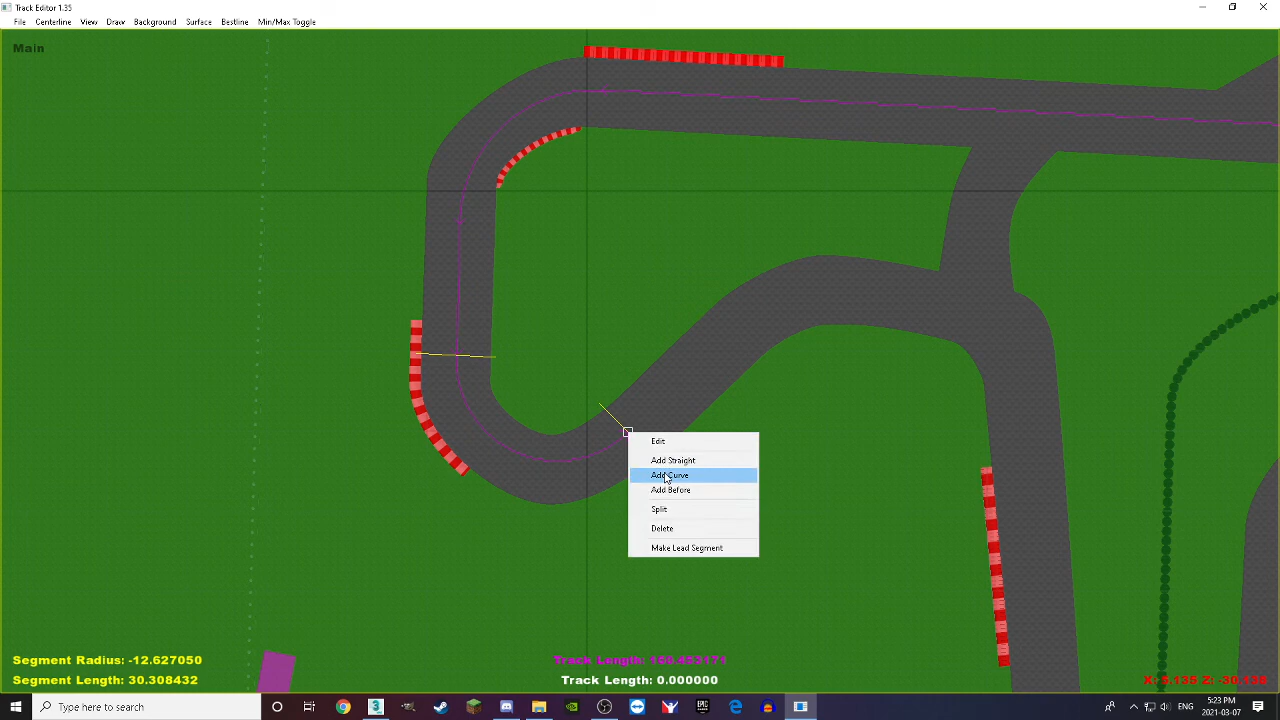 Track Editor 1.35
File Centerline View Draw Background Surface Bestline Min/Max Toggle
Main
Edit
Add Straight
Add Curve
Add Before
Split
Delete
Make Lead Segment
Segment Radius: -12.627050
Segment Length: 30.308432
Track Length: 0.000000
Type here to search
ENG
5:23 PM
2021-03-07